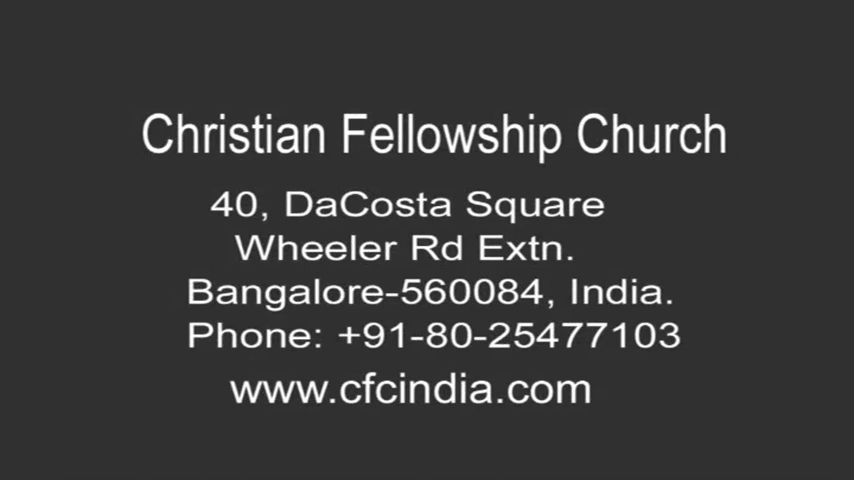 Christian Fellowship Church
40, DaCosta Square
Wheeler Rd Extn.
Bangalore-560084, India.
Phone: +91-80-25477103
www.cfcindia.com